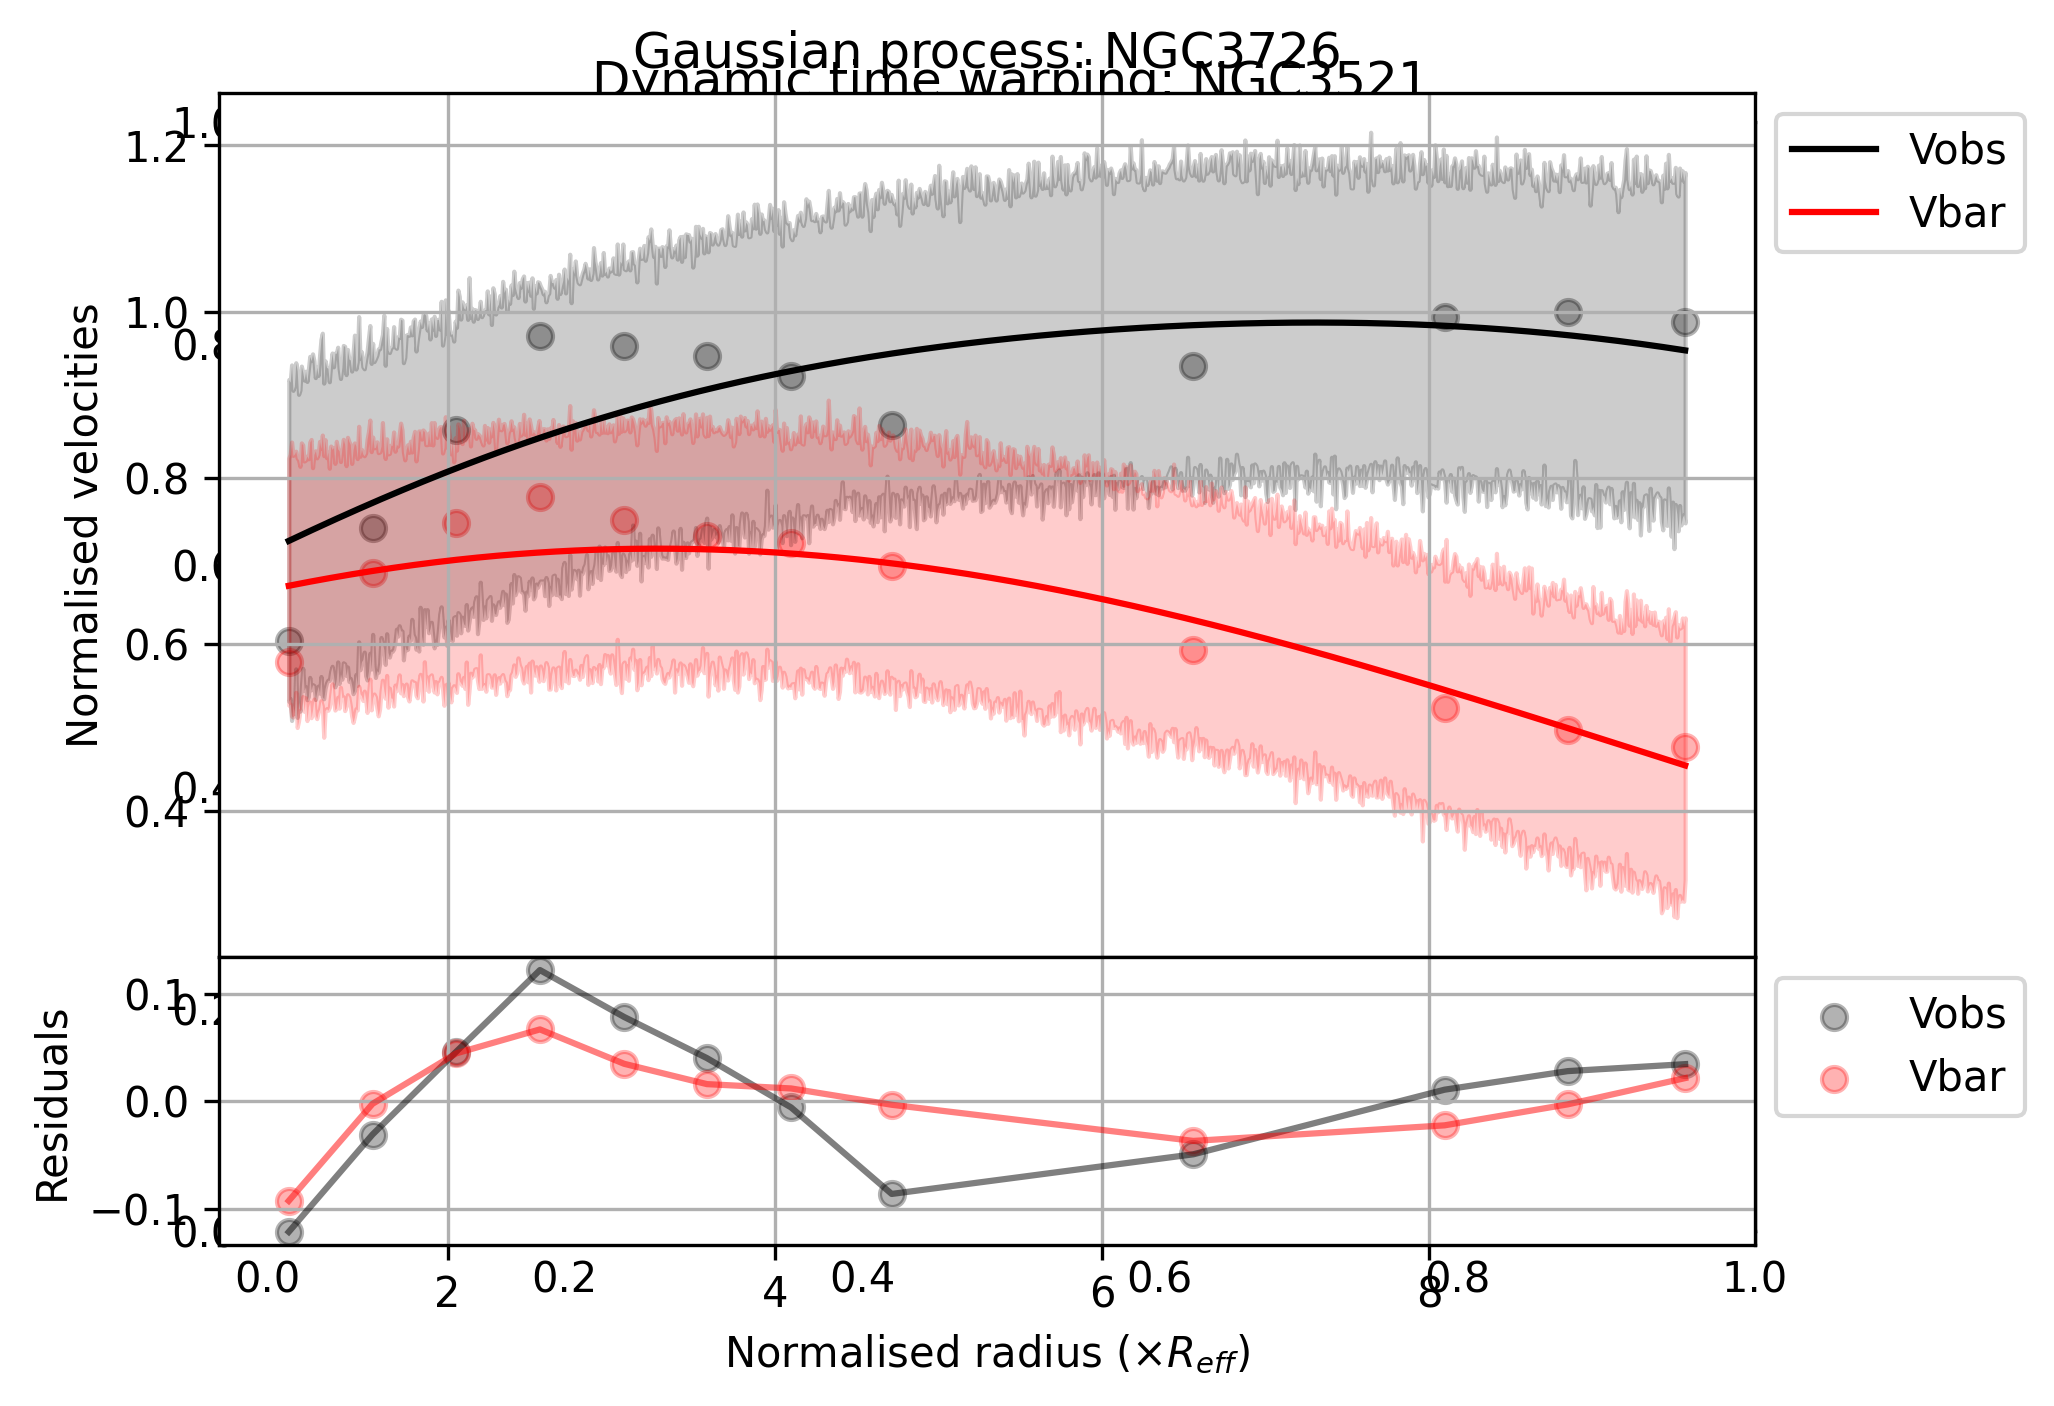 Gaussian process: NGC3726
Dynamic time warping: NGC3521
1.2
1.0
0.8
0.6
0.4
Normalised velocities
Vobs
Vbar
0.1
0.0
−0.1
Residuals
Vobs
Vbar
0.0 0.2 0.4 0.6 0.8 1.0
2 4 6 8
Normalised radius (×R_eff)